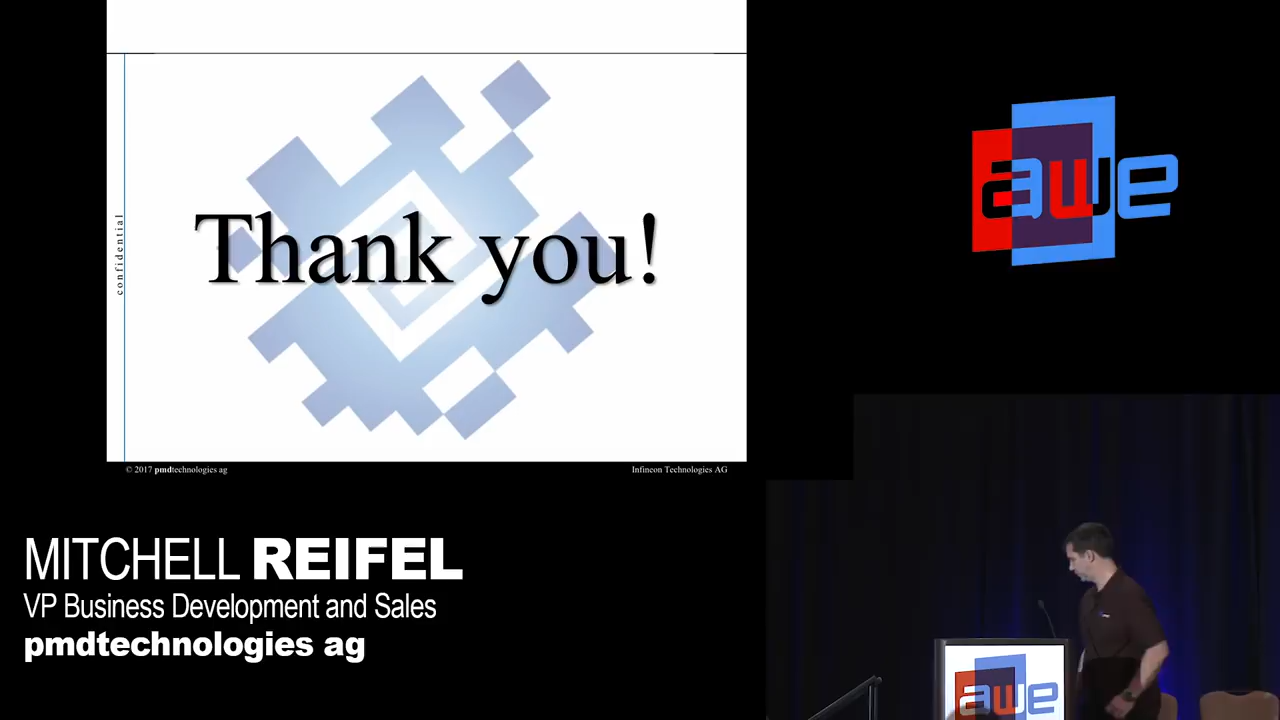 confidential
Thank you!
© 2017 pmdtechnologies ag
Infineon Technologies AG
awe
MITCHELL REIFEL
VP Business Development and Sales
pmdtechnologies ag
awe